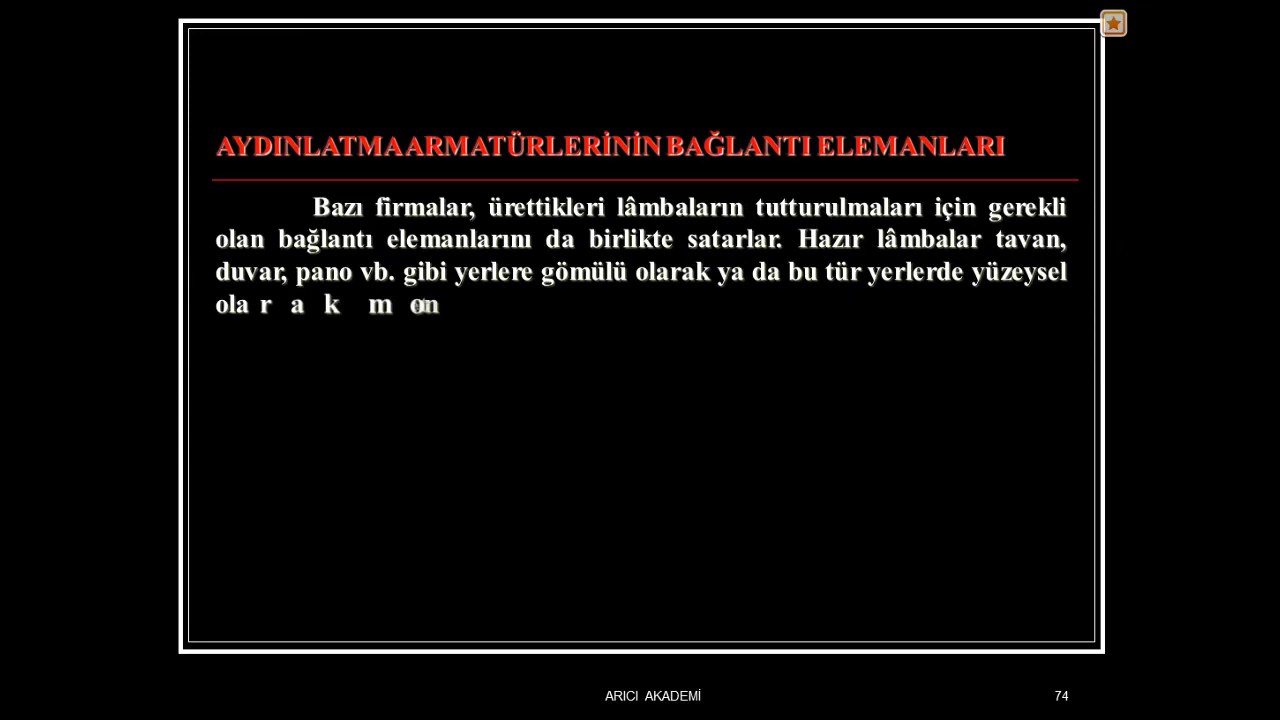 AYDINLATMA ARMATÜRLERİNİN BAĞLANTI ELEMANLARI
Bazı firmalar, ürettikleri lâmbaların tutturulmaları için gerekli
olan bağlantı elemanlarını da birlikte satarlar. Hazır lâmbalar tavan,
duvar, pano vb. gibi yerlere gömülü olarak ya da bu tür yerlerde yüzeysel
olarak
ARICI AKADEMİ
74